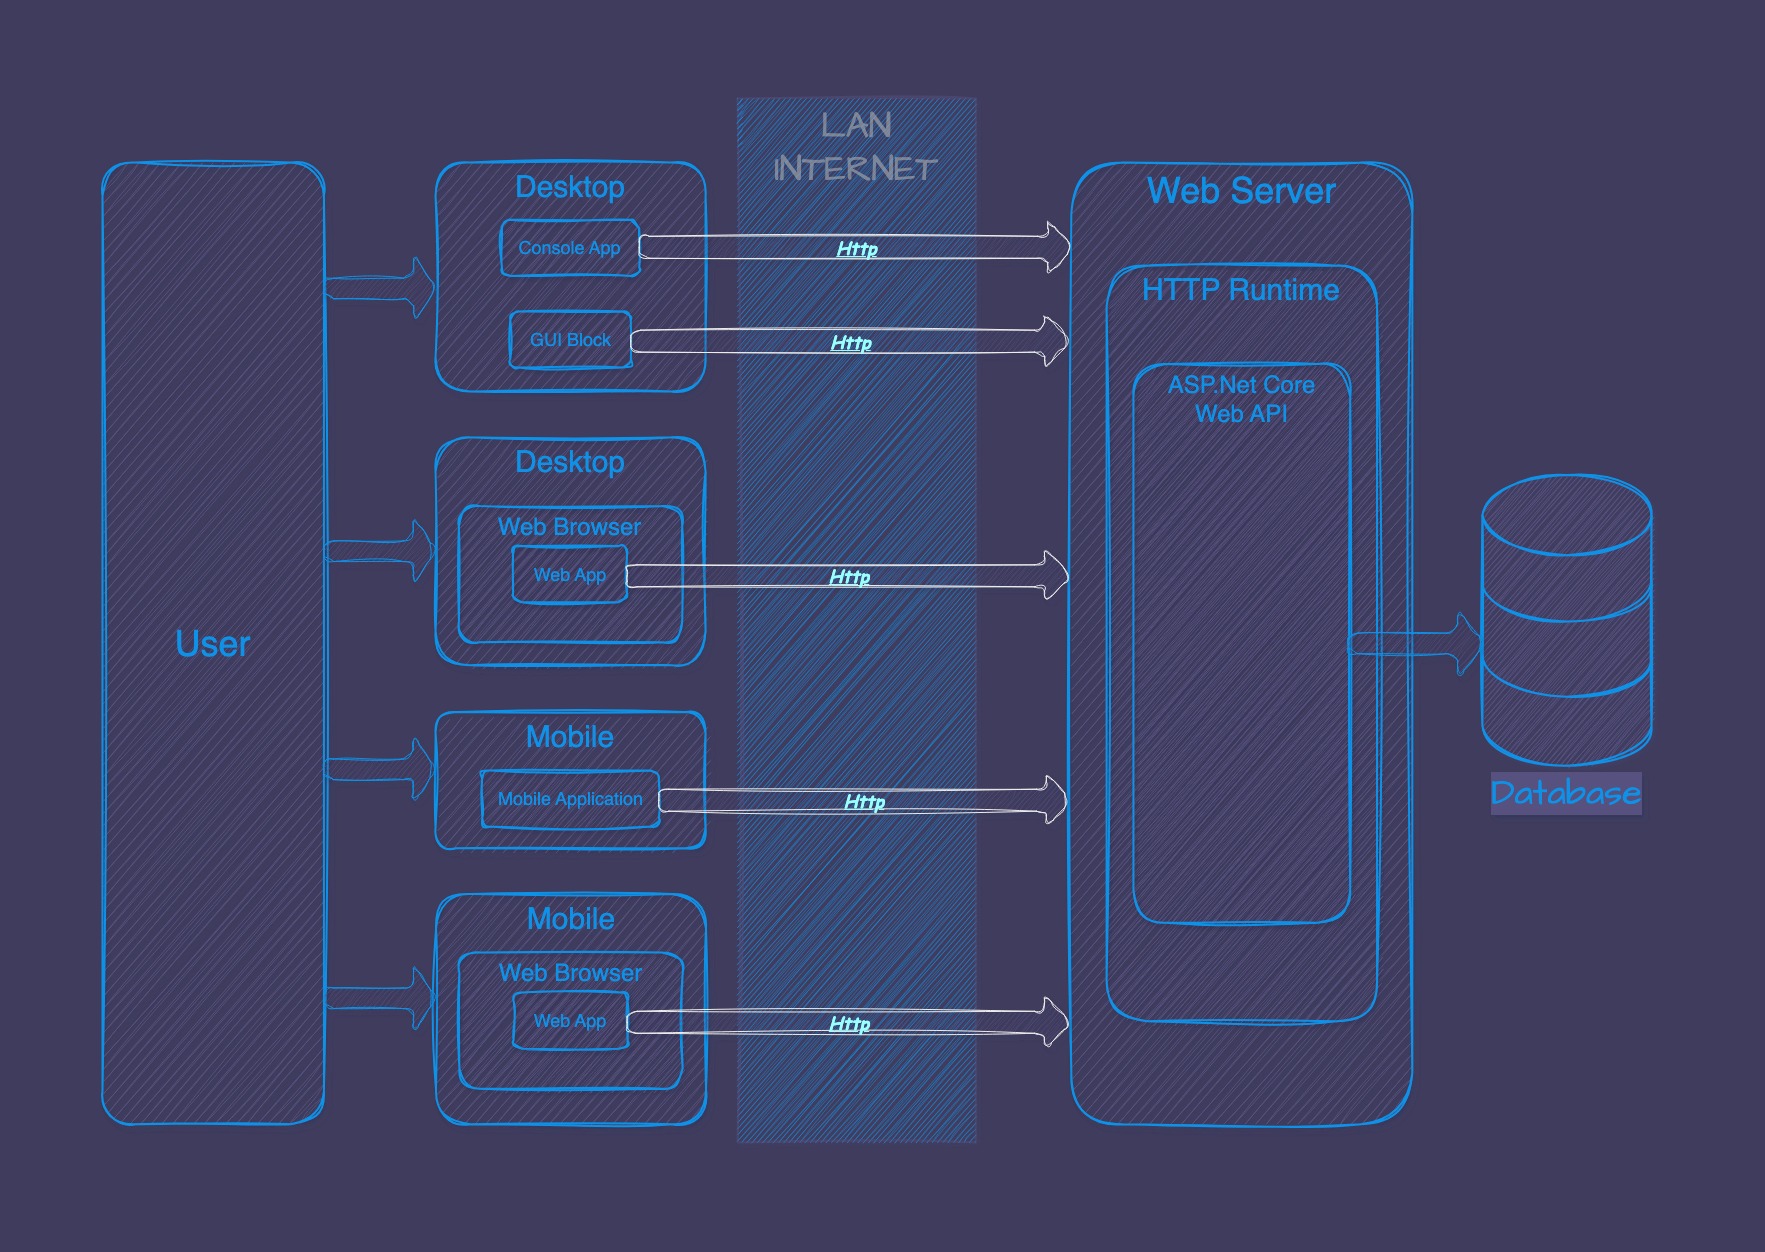 LAN
INTERNET
User
Desktop
Console App
Http
GUI Block
Http
Desktop
Web Browser
Web App
Http
Mobile
Mobile Application
Http
Mobile
Web Browser
Web App
Http
Web Server
HTTP Runtime
ASP.Net Core
Web API
Database